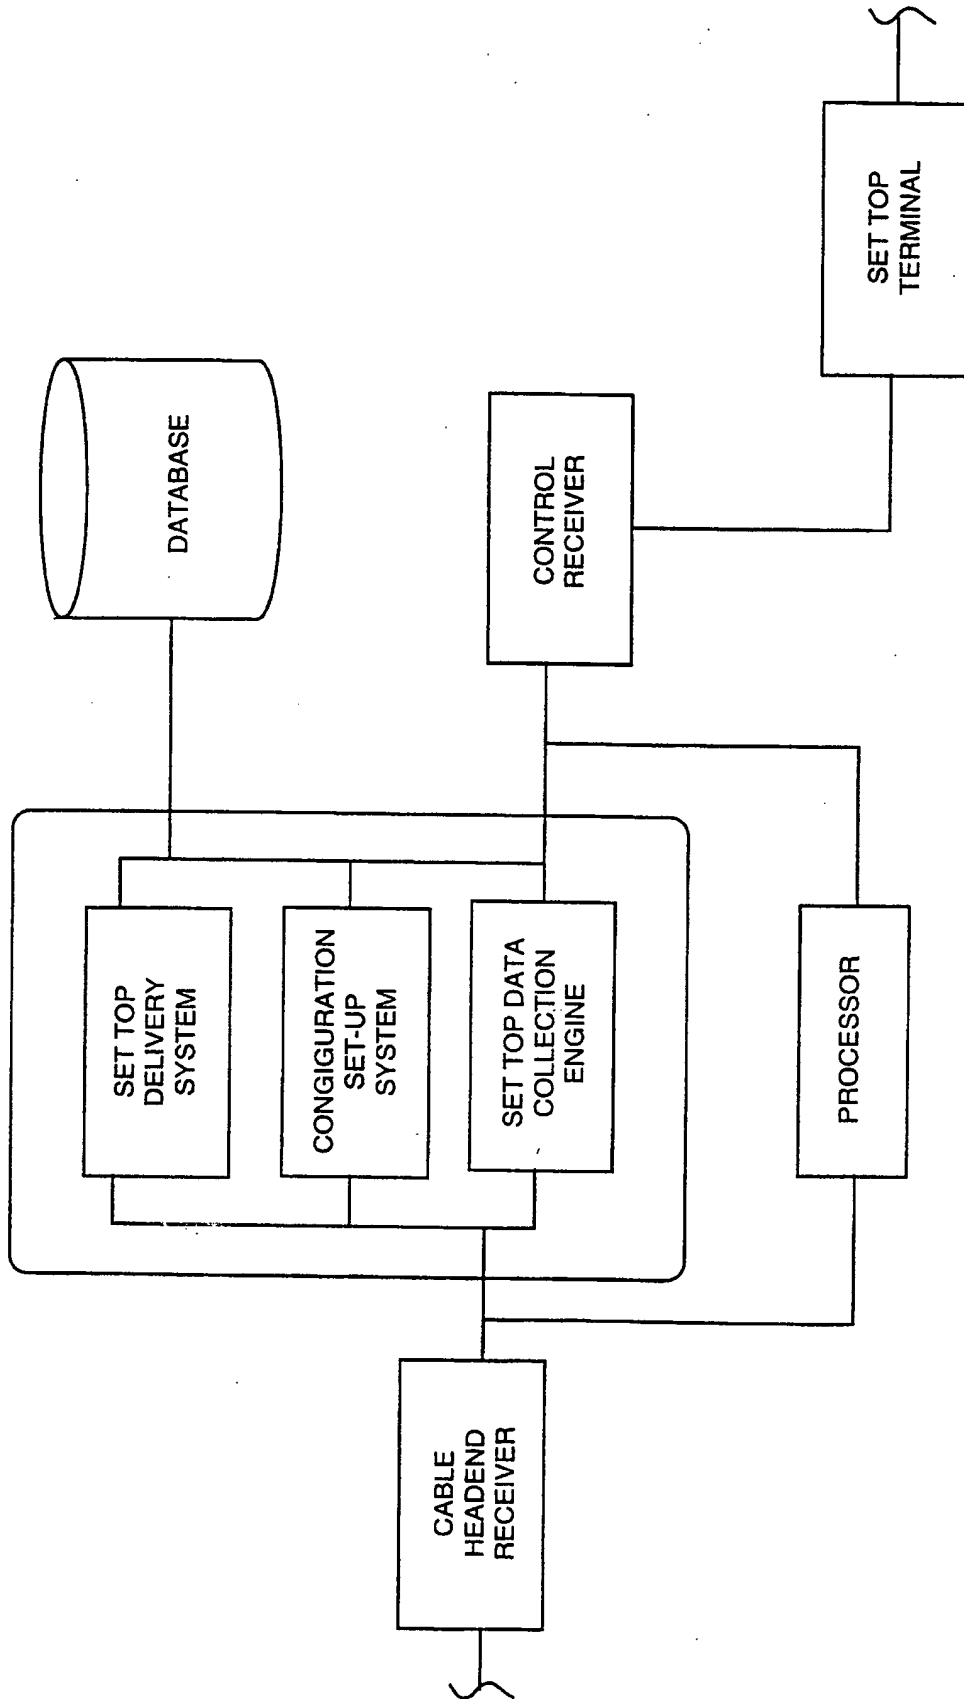 CABLE
HEADEND
RECEIVER
SET TOP
DELIVERY
SYSTEM
CONGIGURATION
SET-UP
SYSTEM
SET TOP DATA
COLLECTION
ENGINE
PROCESSOR
DATABASE
CONTROL
RECEIVER
SET TOP
TERMINAL